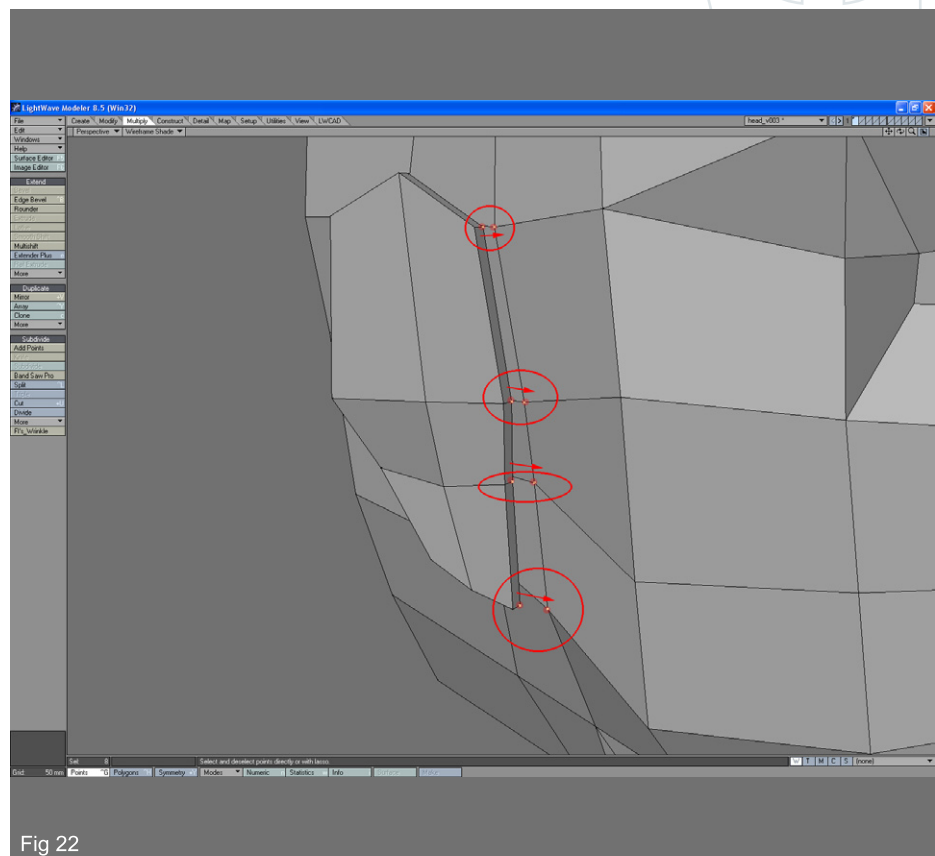 LightWave Modeler 8.5 (Win32)
File Create Modify Multiply Construct Detail Map Setup Utilities View LWCAD head_v003 * 1
Edit Perspective Wireframe Shade
Windows
Help
Surface Editor
Image Editor
Extend
Edge Bevel
Rounder
Multishift
Extender Plus
More
Duplicate
Mirror
Array
Clone
More
Subdivide
Add Points
Band Saw Pro
Split
Cut
Divide
More
FI's_Wrinkle
Sel: 8 Select and deselect points directly or with lasso. W T M C S (none)
Grid: 50 mm Points ^G Polygons Symmetry Modes Numeric Statistics Info
Fig 22